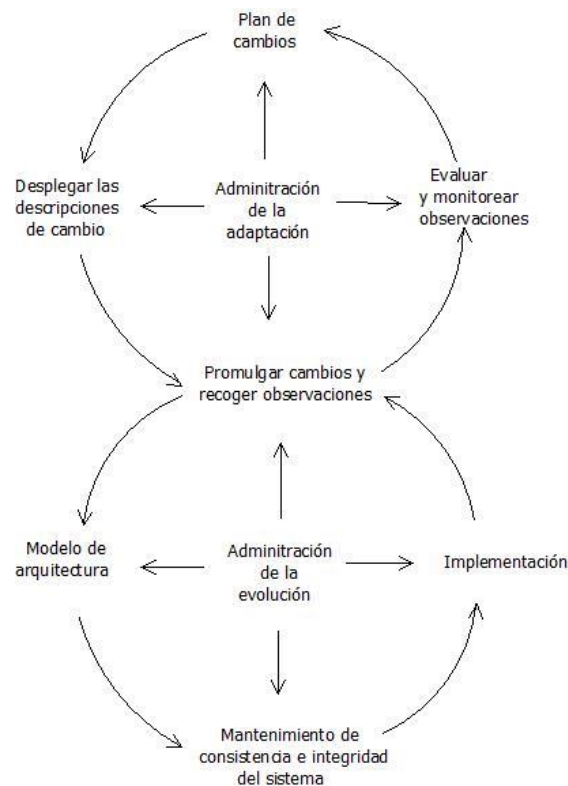 Plan de
cambios
Desplegar las
descripciones
de cambio
Adminitración
de la
adaptación
Evaluar
y monitorear
observaciones
Promulgar cambios y
recoger observaciones
Modelo de
arquitectura
Adminitración
de la
evolución
Implementación
Mantenimiento de
consistencia e integridad
del sistema